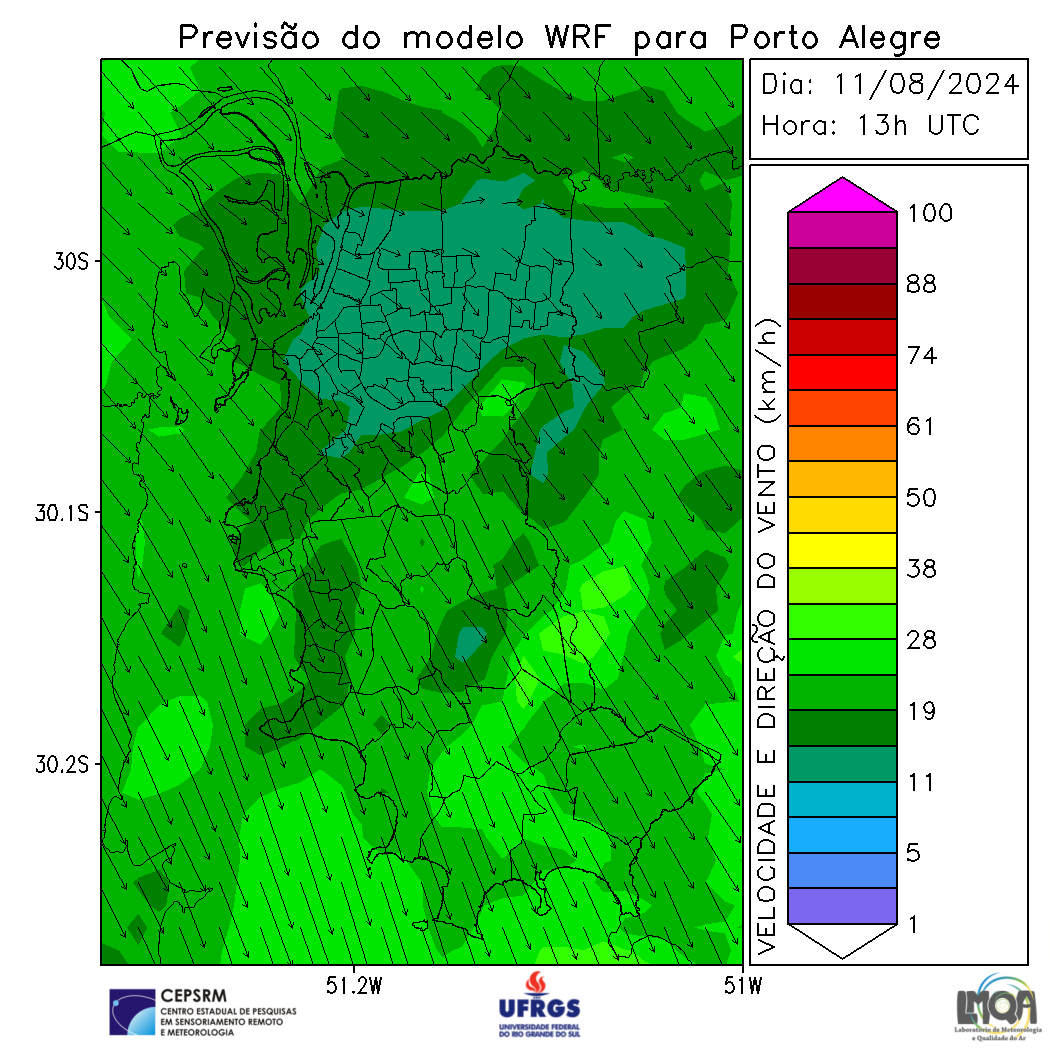 Previsão do modelo WRF para Porto Alegre
Dia: 11/08/2024
Hora: 13h UTC
30S
30.1S
30.2S
51.2W
51W
VELOCIDADE E DIREÇÃO DO VENTO (km/h)
100
88
74
61
50
38
28
19
11
5
1
CEPSRM
CENTRO ESTADUAL DE PESQUISAS
EM SENSORIAMENTO REMOTO
E METEOROLOGIA
UFRGS
UNIVERSIDADE FEDERAL
DO RIO GRANDE DO SUL
LMQA
Laboratório de Meteorologia
e Qualidade do Ar